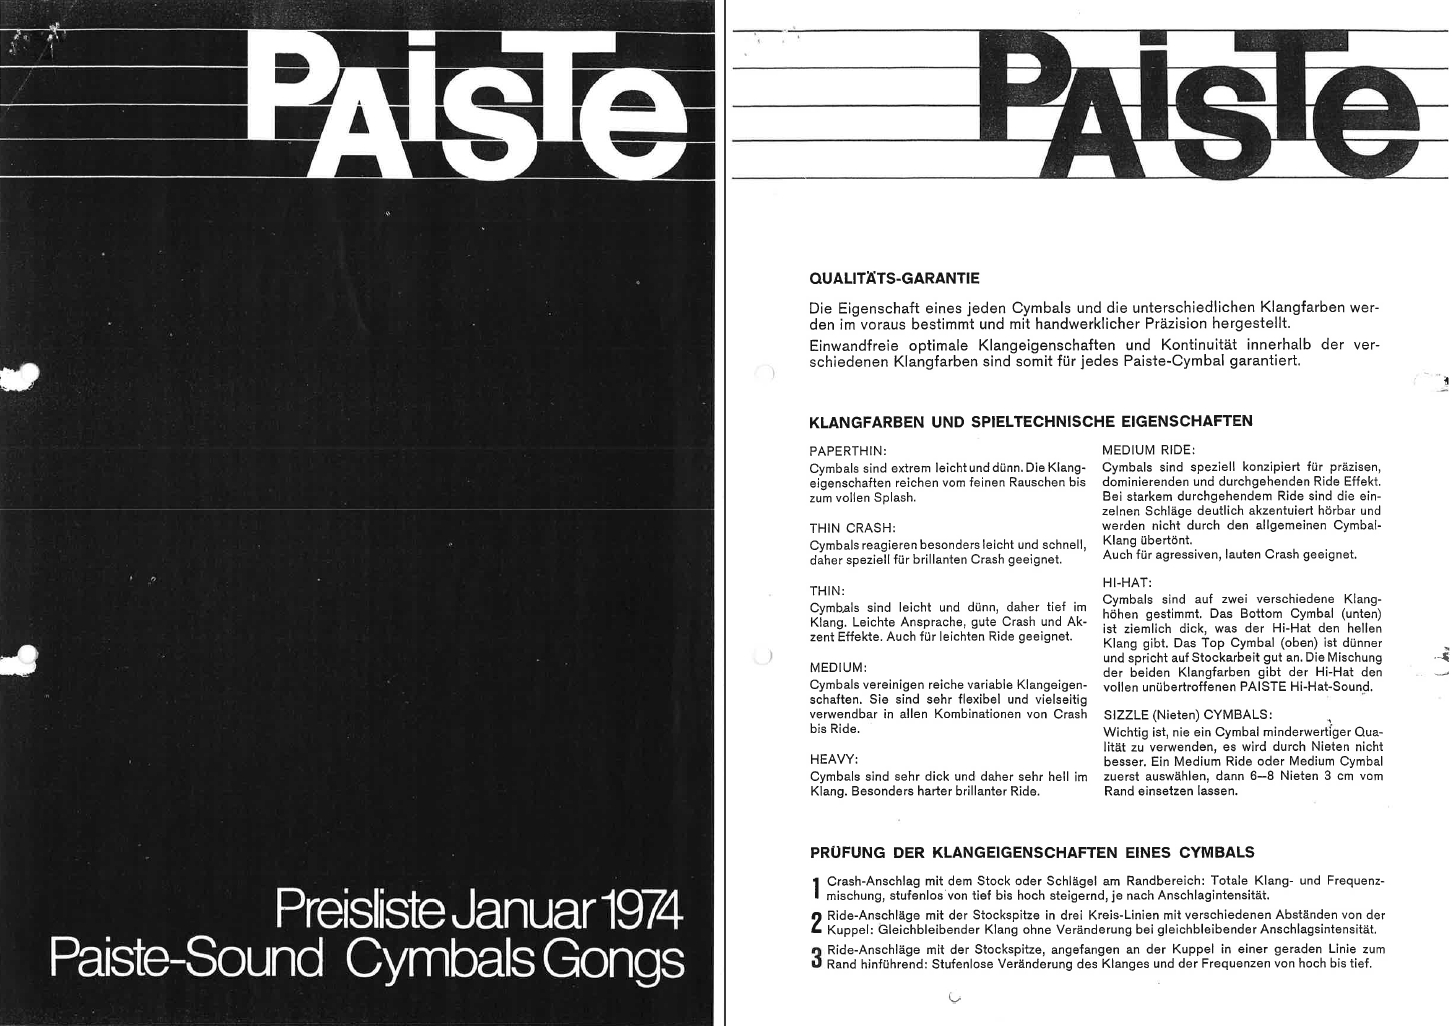 PAiSTe
Preisliste Januar 1974
Paiste-Sound Cymbals Gongs
PAiSTe
QUALITÄTS-GARANTIE
Die Eigenschaft eines jeden Cymbals und die unterschiedlichen Klangfarben wer-
den im voraus bestimmt und mit handwerklicher Präzision hergestellt.
Einwandfreie optimale Klangeigenschaften und Kontinuität innerhalb der ver-
schiedenen Klangfarben sind somit für jedes Paiste-Cymbal garantiert.
KLANGFARBEN UND SPIELTECHNISCHE EIGENSCHAFTEN
PAPERTHIN:
Cymbals sind extrem leicht und dünn. Die Klang-
eigenschaften reichen vom feinen Rauschen bis
zum vollen Splash.
THIN CRASH:
Cymbals reagieren besonders leicht und schnell,
daher speziell für brillanten Crash geeignet.
THIN:
Cymbals sind leicht und dünn, daher tief im
Klang. Leichte Ansprache, gute Crash und Ak-
zent Effekte. Auch für leichten Ride geeignet.
MEDIUM:
Cymbals vereinigen reiche variable Klangeigen-
schaften. Sie sind sehr flexibel und vielseitig
verwendbar in allen Kombinationen von Crash
bis Ride.
HEAVY:
Cymbals sind sehr dick und daher sehr hell im
Klang. Besonders harter brillanter Ride.
MEDIUM RIDE:
Cymbals sind speziell konzipiert für präzisen,
dominierenden und durchgehenden Ride Effekt.
Bei starkem durchgehendem Ride sind die ein-
zelnen Schläge deutlich akzentuiert hörbar und
werden nicht durch den allgemeinen Cymbal-
Klang übertönt.
Auch für agressiven, lauten Crash geeignet.
HI-HAT:
Cymbals sind auf zwei verschiedene Klang-
höhen gestimmt. Das Bottom Cymbal (unten)
ist ziemlich dick, was der Hi-Hat den hellen
Klang gibt. Das Top Cymbal (oben) ist dünner
und spricht auf Stockarbeit gut an. Die Mischung
der beiden Klangfarben gibt der Hi-Hat den
vollen unübertroffenen PAISTE Hi-Hat-Sound.
SIZZLE (Nieten) CYMBALS:
Wichtig ist, nie ein Cymbal minderwertiger Qua-
lität zu verwenden, es wird durch Nieten nicht
besser. Ein Medium Ride oder Medium Cymbal
zuerst auswählen, dann 6–8 Nieten 3 cm vom
Rand einsetzen lassen.
PRÜFUNG DER KLANGEIGENSCHAFTEN EINES CYMBALS
1 Crash-Anschlag mit dem Stock oder Schlägel am Randbereich: Totale Klang- und Frequenz-
mischung, stufenlos von tief bis hoch steigernd, je nach Anschlagintensität.
2 Ride-Anschläge mit der Stockspitze in drei Kreis-Linien mit verschiedenen Abständen von der
Kuppel: Gleichbleibender Klang ohne Veränderung bei gleichbleibender Anschlagsintensität.
3 Ride-Anschläge mit der Stockspitze, angefangen an der Kuppel in einer geraden Linie zum
Rand hinführend: Stufenlose Veränderung des Klanges und der Frequenzen von hoch bis tief.